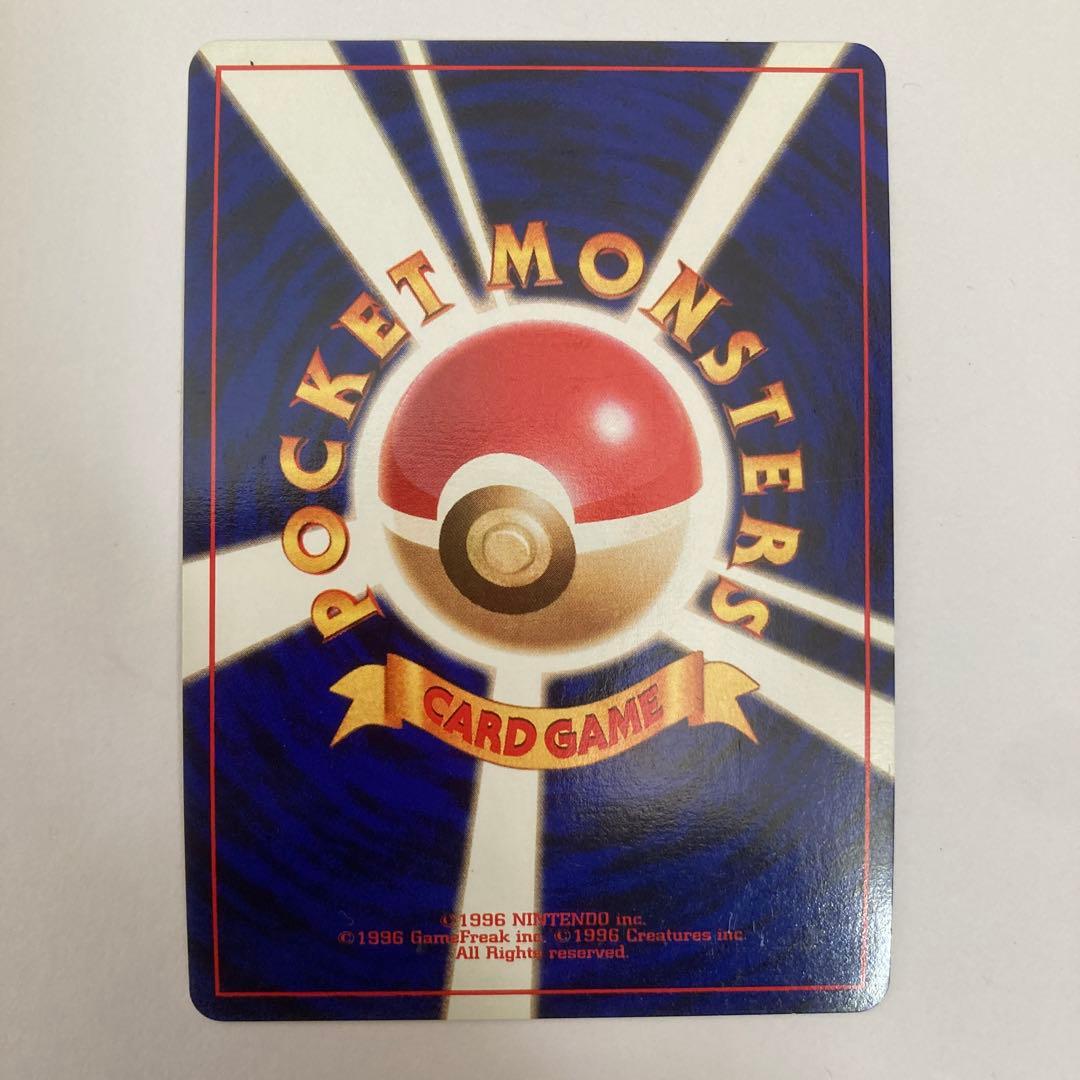 POCKET MONSTERS
CARD GAME
©1996 NINTENDO inc.
©1996 GameFreak inc. ©1996 Creatures inc.
All Rights reserved.